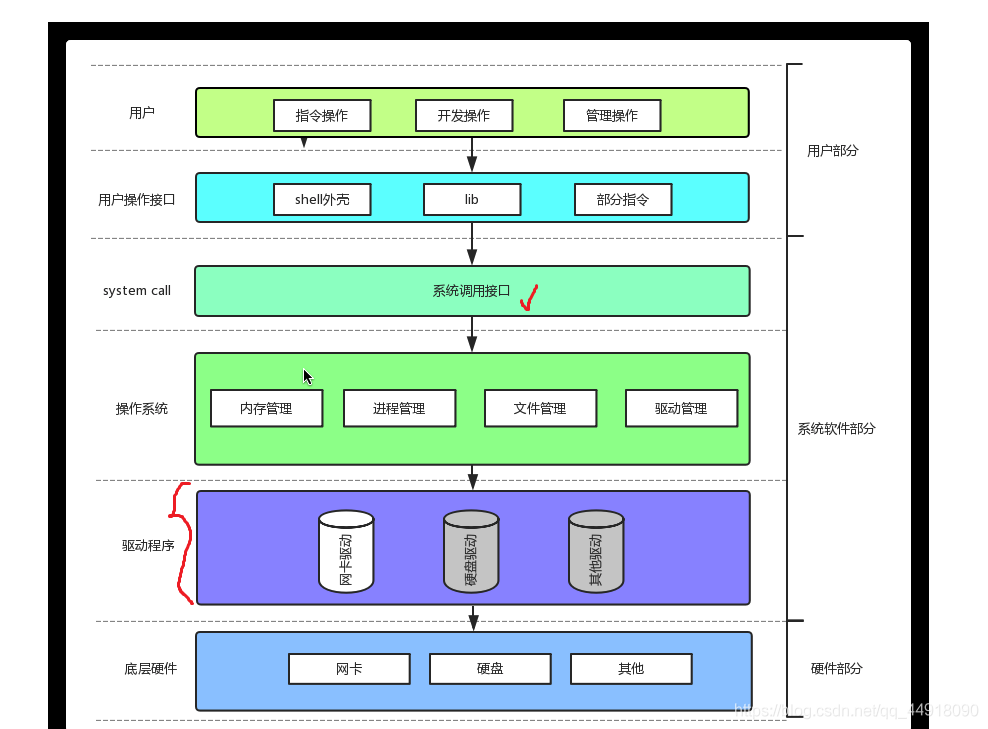 用户
指令操作
开发操作
管理操作
用户部分
用户操作接口
shell外壳
lib
部分指令
system call
系统调用接口
操作系统
内存管理
进程管理
文件管理
驱动管理
系统软件部分
驱动程序
网卡驱动
硬盘驱动
其他驱动
底层硬件
网卡
硬盘
其他
硬件部分
https://blog.csdn.net/qq_44918090